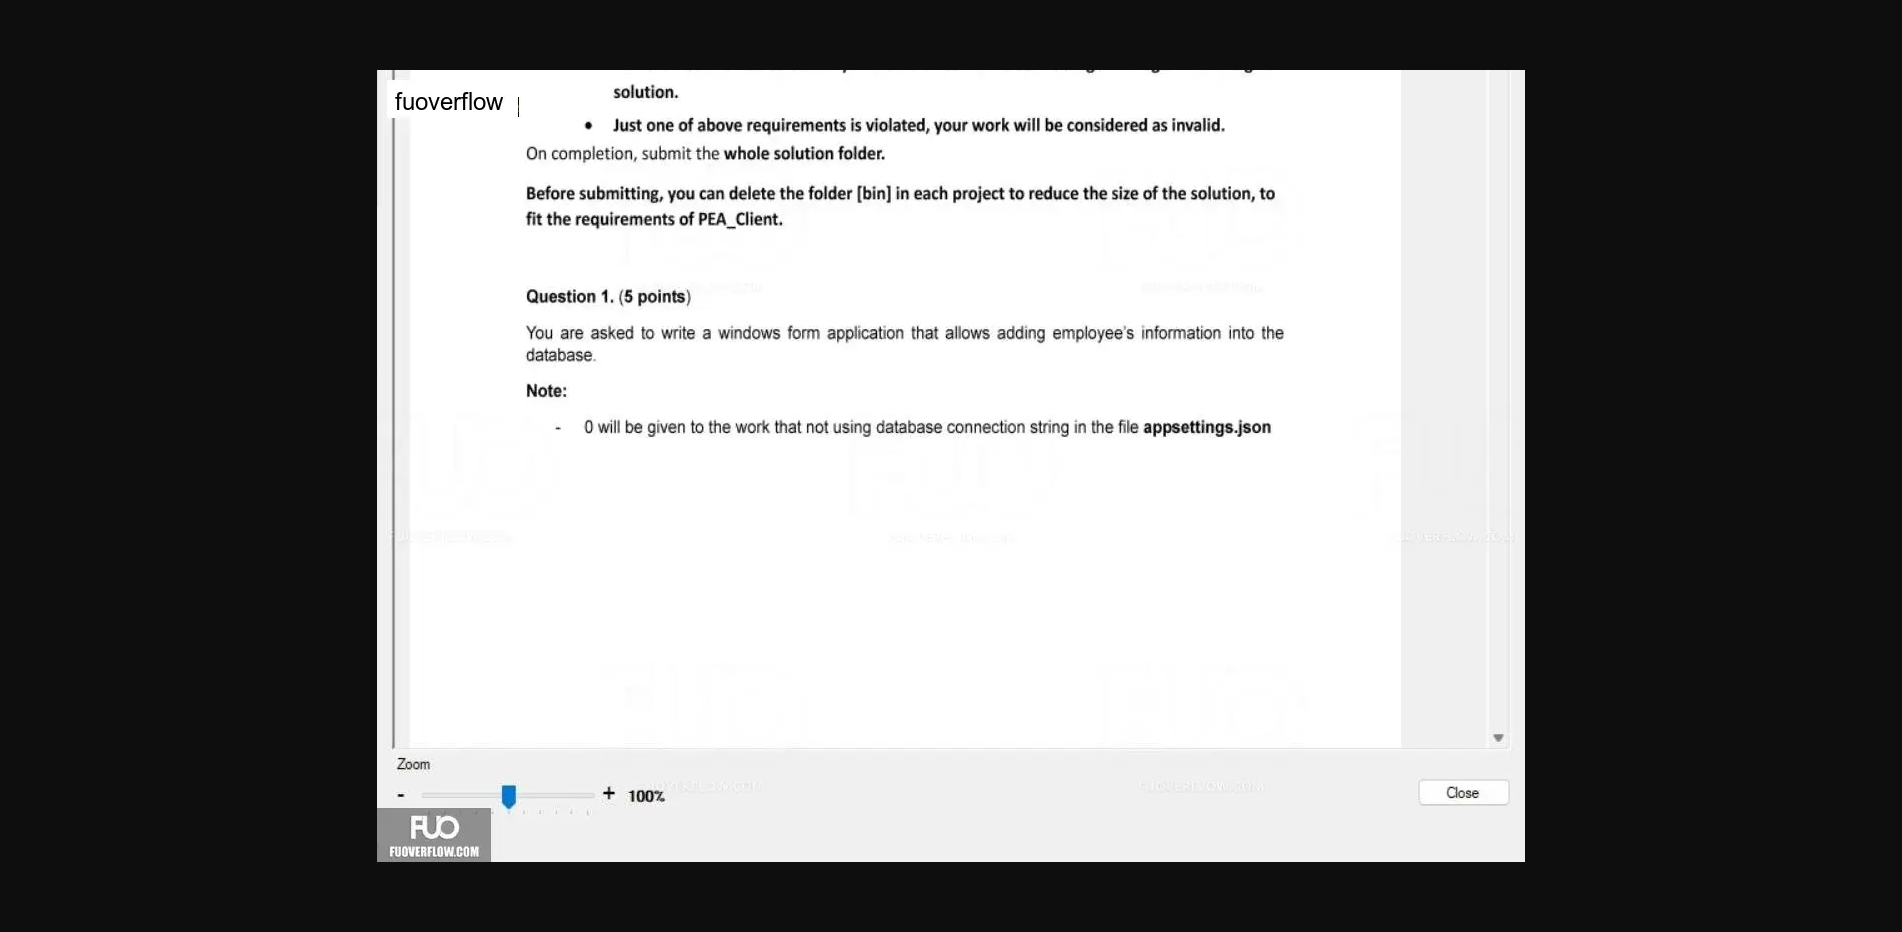 fuoverflow
solution.
• Just one of above requirements is violated, your work will be considered as invalid.
On completion, submit the whole solution folder.
Before submitting, you can delete the folder [bin] in each project to reduce the size of the solution, to
fit the requirements of PEA_Client.
Question 1. (5 points)
You are asked to write a windows form application that allows adding employee's information into the
database.
Note:
- 0 will be given to the work that not using database connection string in the file appsettings.json
Zoom
- + 100%
Close
FUO
FUOVERFLOW.COM